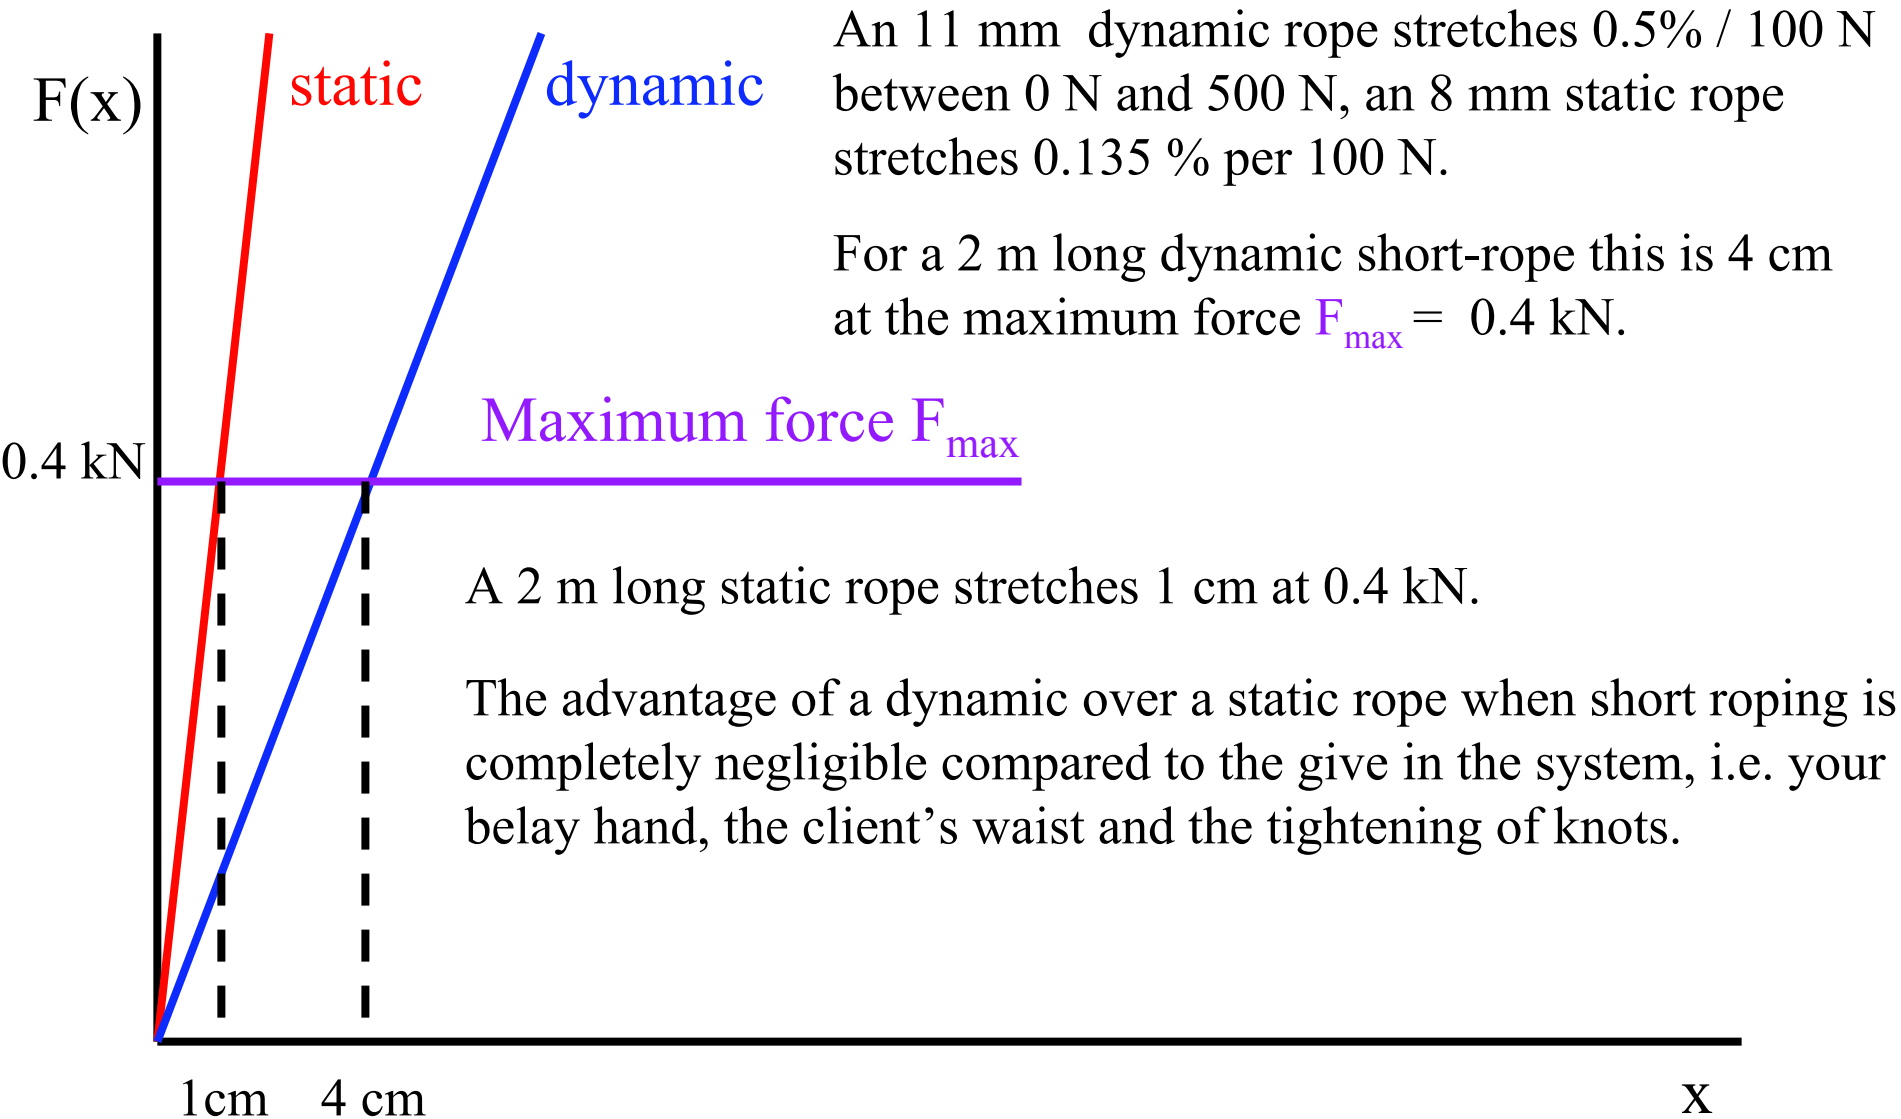 An 11 mm dynamic rope stretches 0.5% / 100 N
between 0 N and 500 N, an 8 mm static rope
stretches 0.135 % per 100 N.
F(x)
static
dynamic
For a 2 m long dynamic short-rope this is 4 cm
at the maximum force Fmax = 0.4 kN.
Maximum force Fmax
0.4 kN
A 2 m long static rope stretches 1 cm at 0.4 kN.
The advantage of a dynamic over a static rope when short roping is
completely negligible compared to the give in the system, i.e. your
belay hand, the client’s waist and the tightening of knots.
1cm
4 cm
x